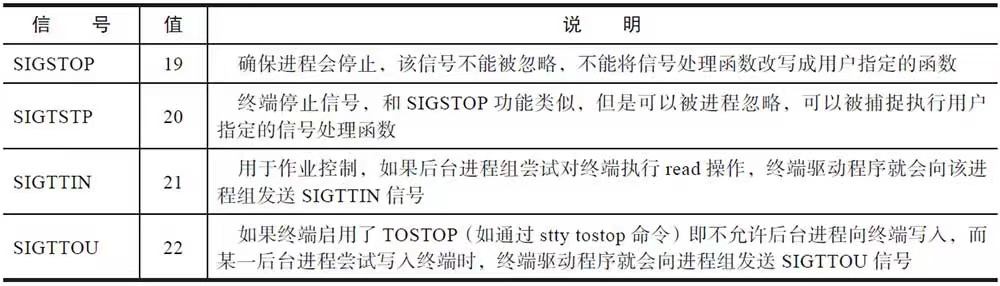 信 号 值 说 明
SIGSTOP 19 确保进程会停止，该信号不能被忽略，不能将信号处理函数改写成用户指定的函数
SIGTSTP 20 终端停止信号，和 SIGSTOP 功能类似，但是可以被进程忽略，可以被捕捉执行用户
指定的信号处理函数
SIGTTIN 21 用于作业控制，如果后台进程组尝试对终端执行 read 操作，终端驱动程序就会向该进
程组发送 SIGTTIN 信号
SIGTTOU 22 如果终端启用了 TOSTOP（如通过 stty tostop 命令）即不允许后台进程向终端写入，而
某一后台进程尝试写入终端时，终端驱动程序就会向进程组发送 SIGTTOU 信号